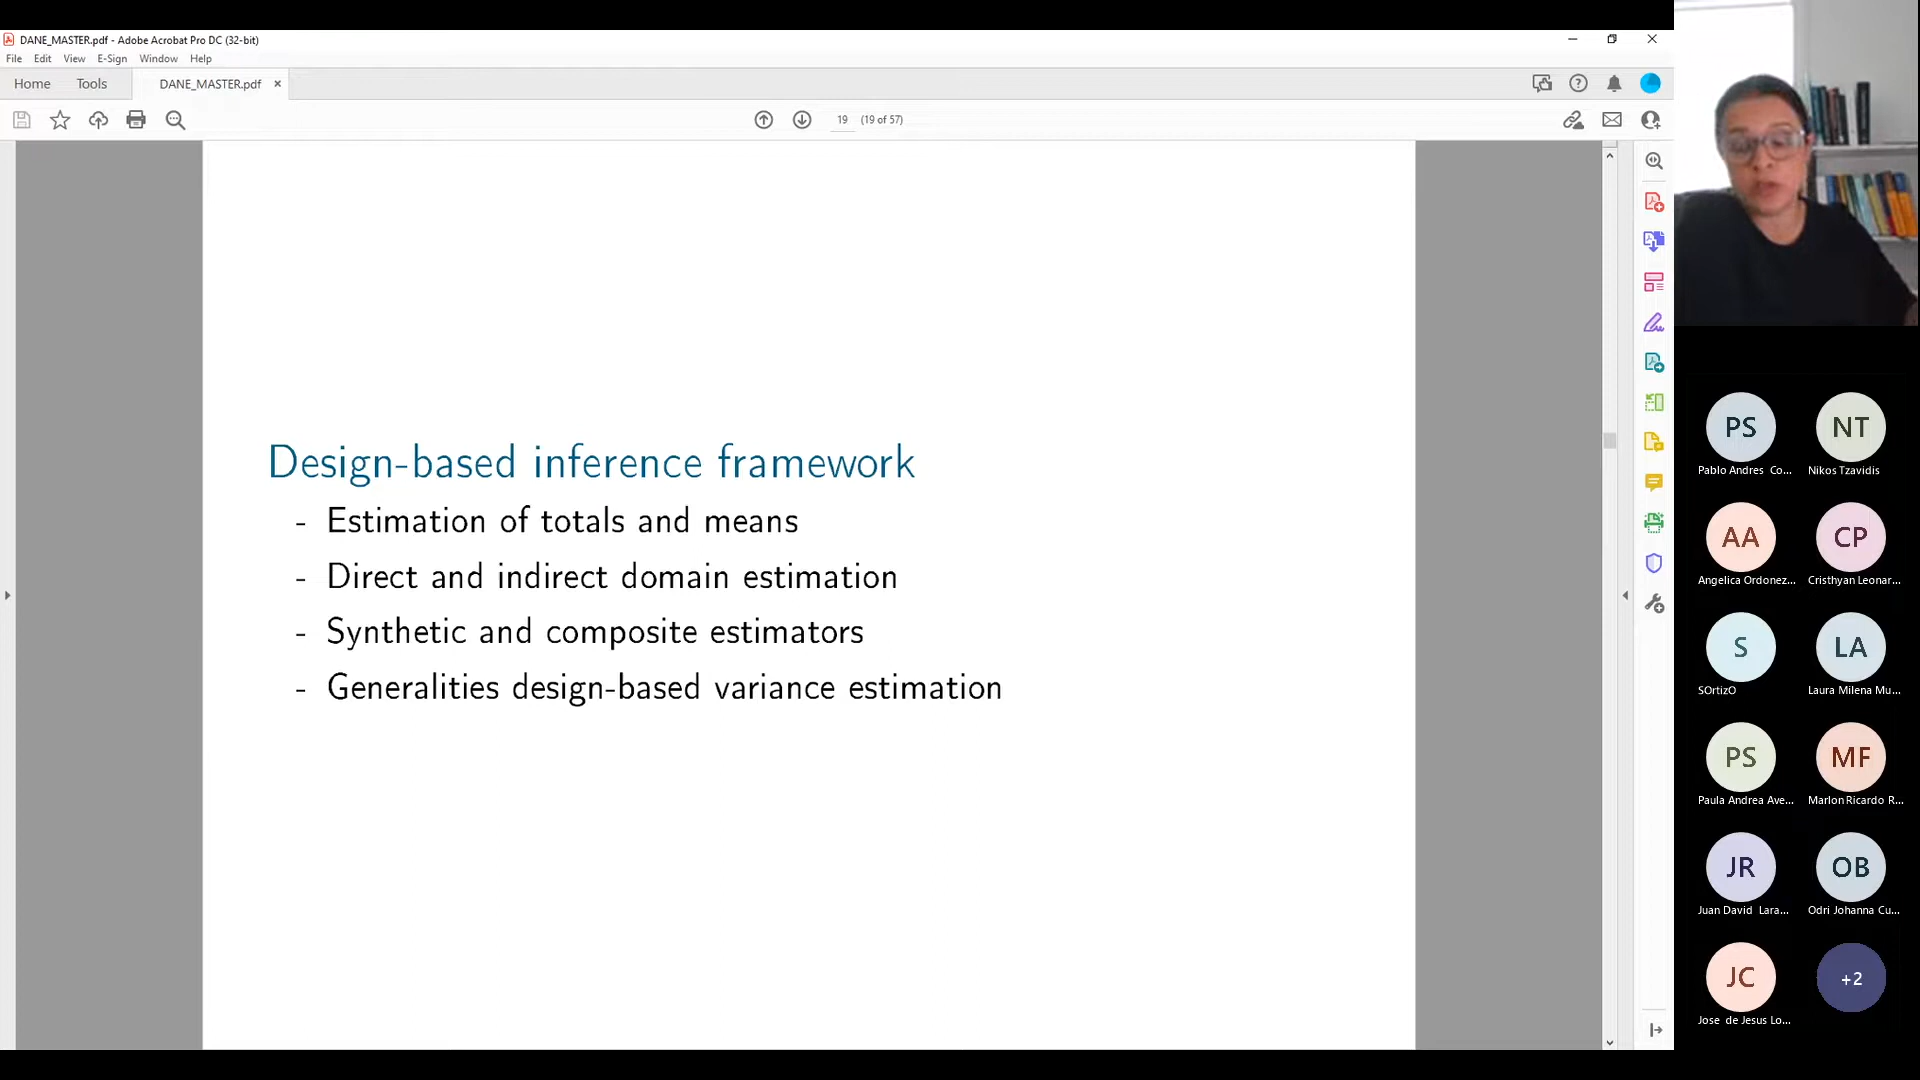 DANE_MASTER.pdf - Adobe Acrobat Pro DC (32-bit)
File Edit View E-Sign Window Help
Home Tools DANE_MASTER.pdf
19 (19 of 57)
Design-based inference framework
- Estimation of totals and means
- Direct and indirect domain estimation
- Synthetic and composite estimators
- Generalities design-based variance estimation
PS NT
Pablo Andres Co... Nikos Tzavidis
AA CP
Angelica Ordonez... Cristhyan Leonar...
S LA
SOrtizO Laura Milena Mu...
PS MF
Paula Andrea Ave... Marlon Ricardo R...
JR OB
Juan David Lara... Odri Johanna Cu...
JC +2
Jose de Jesus Lo...